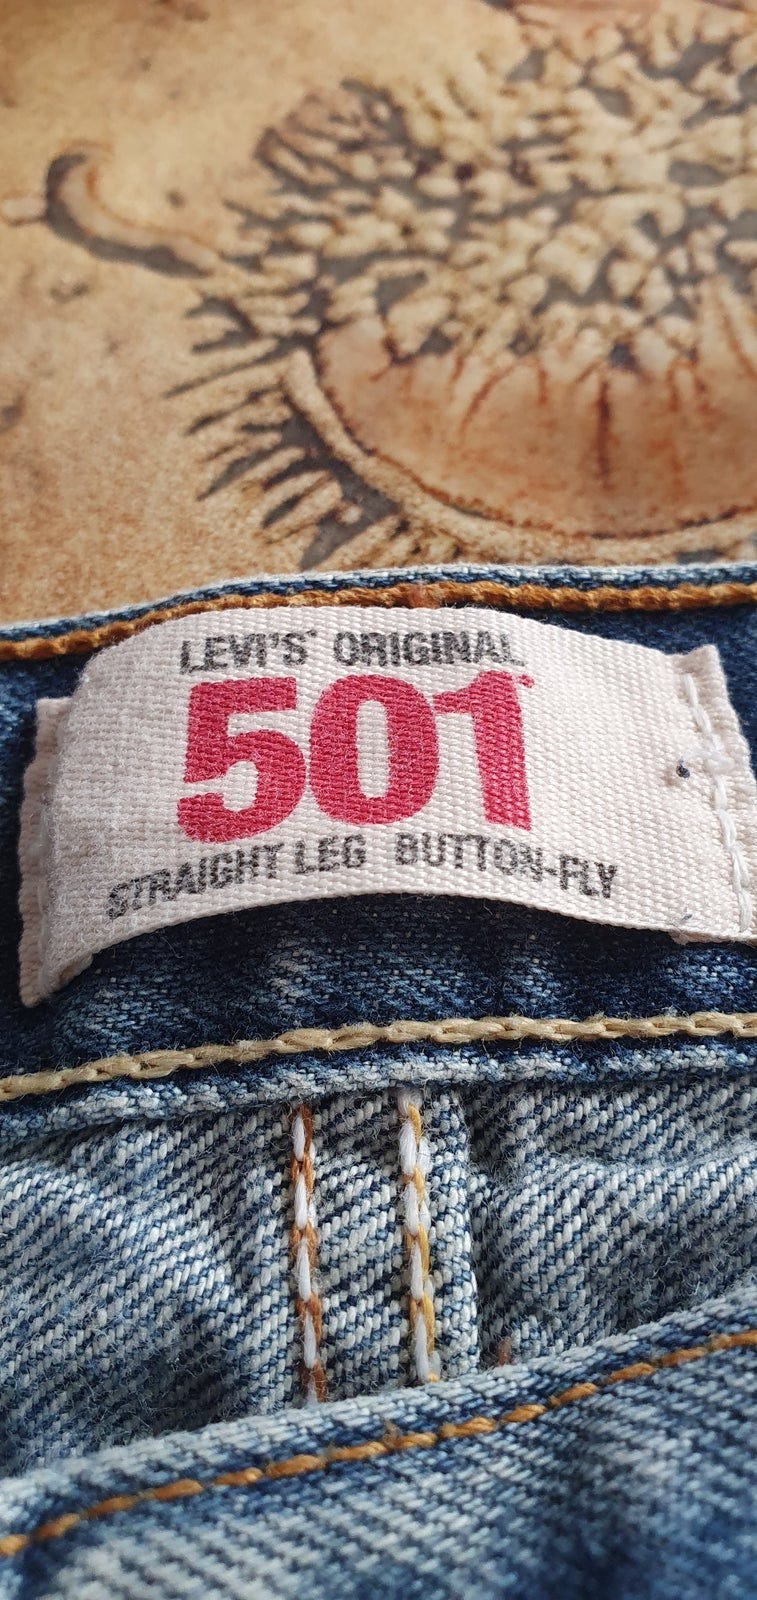 LEVI'S® ORIGINAL
501®
STRAIGHT LEG BUTTON-FLY